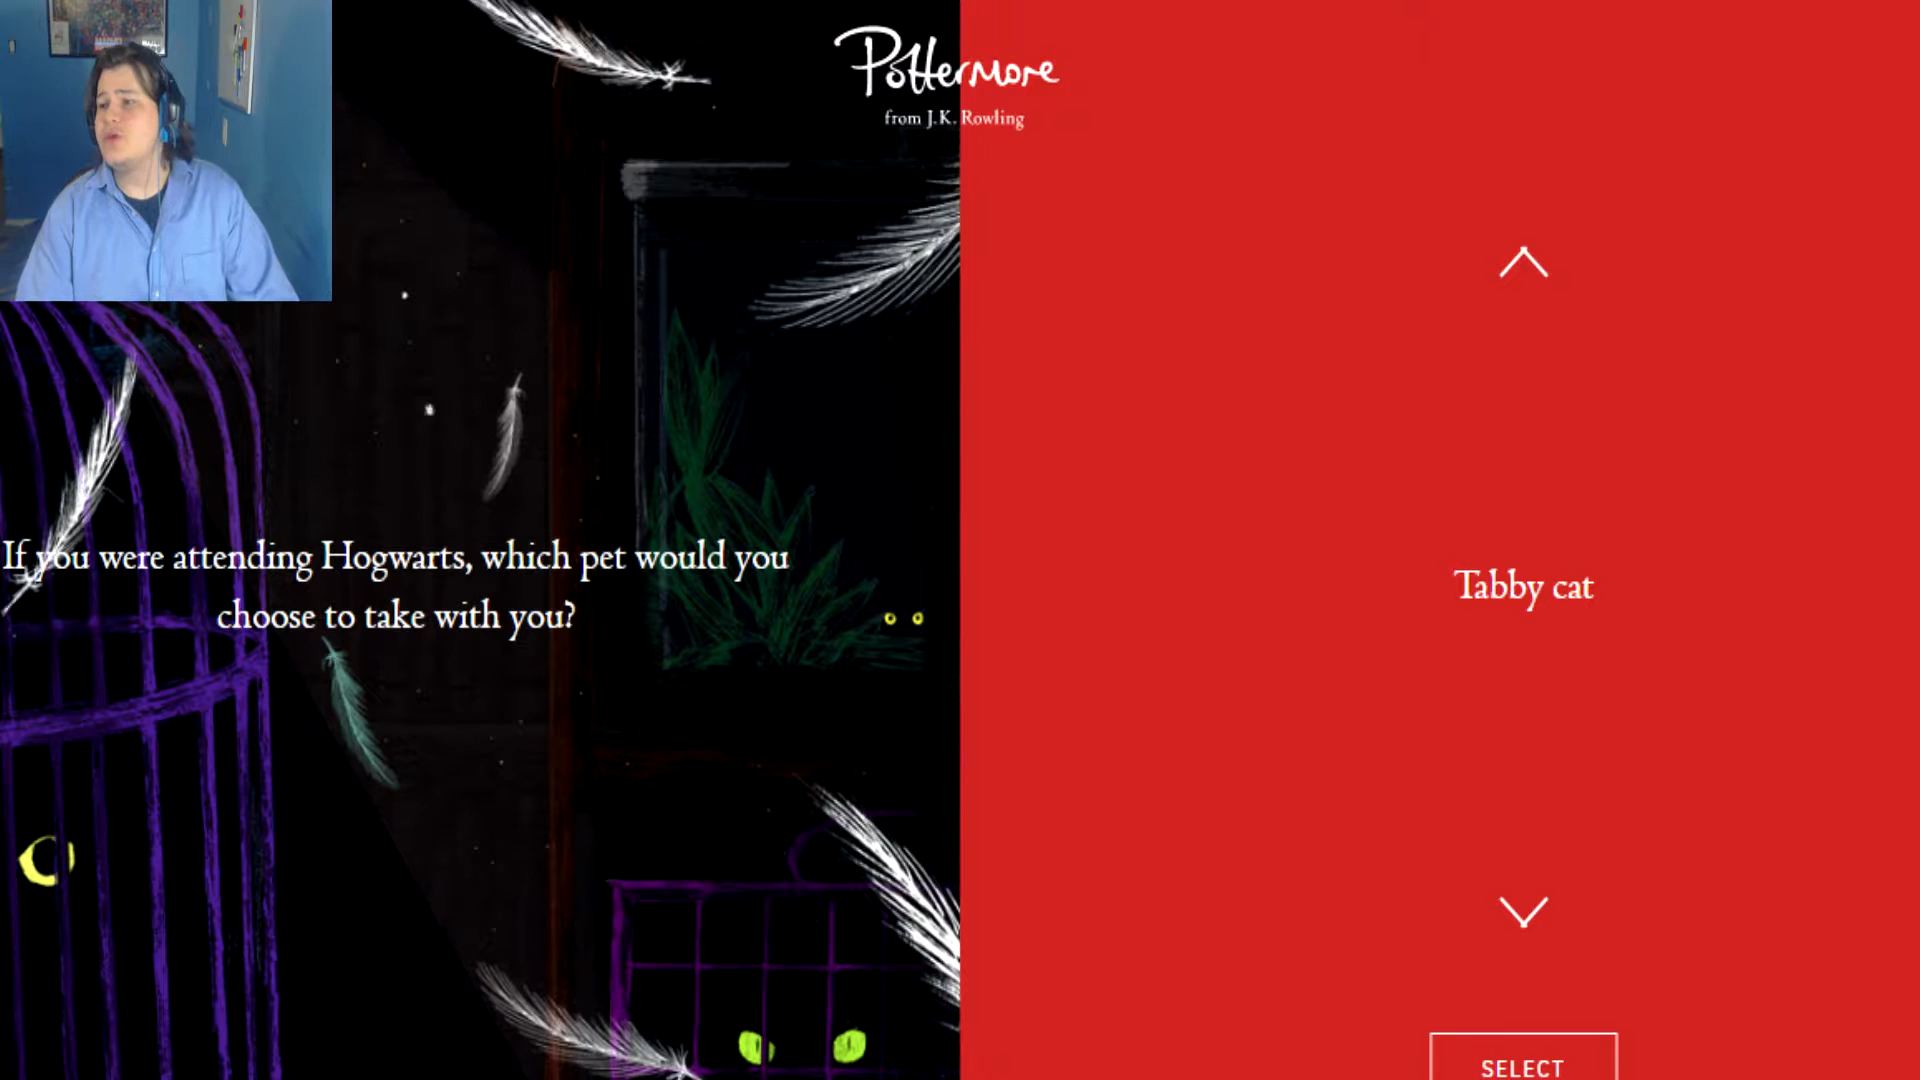 Pottermore
from J.K. Rowling
If you were attending Hogwarts, which pet would you
choose to take with you?
Tabby cat
SELECT